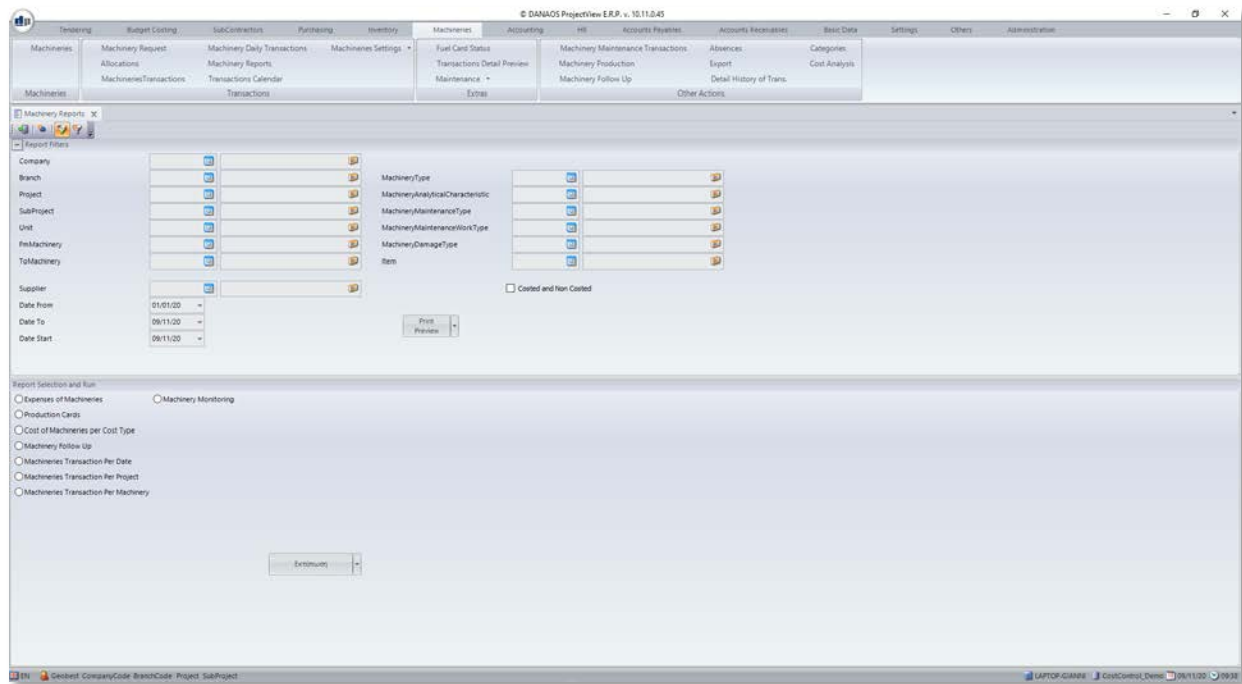 © DANAOS ProjectView E.R.P. v. 10.11.0.45
Tendering Budget Costing SubContractors Purchasing Inventory Machineries Accounting HR Accounts Payables Accounts Receivables Basic Data Settings Others Administration
Machineries Machinery Request Machinery Daily Transactions Machineries Settings Fuel Card Status Machinery Maintenance Transactions Absences Categories
Allocations Machinery Reports Transactions Detail Preview Machinery Production Export Cost Analysis
MachineriesTransactions Transactions Calendar Maintenance Machinery Follow Up Detail History of Trans.
Machineries Transactions Extras Other Actions
Machinery Reports
Report Filters
Company
Branch MachineryType
Project MachineryAnalyticalCharacteristic
SubProject MachineryMaintenanceType
Unit MachineryMaintenanceWorkType
FmMachinery MachineryDamageType
ToMachinery Item
Supplier Costed and Non Costed
Date From 01/01/20
Date To 09/11/20 Print Preview
Date Start 09/11/20
Report Selection and Run
Expenses of Machineries Machinery Monitoring
Production Cards
Cost of Machineries per Cost Type
Machinery Follow Up
Machineries Transaction Per Date
Machineries Transaction Per Project
Machineries Transaction Per Machinery
EN Geobest CompanyCode BranchCode Project SubProject LAPTOP-GIANNI CostControl_Demo 09/11/20 09:38